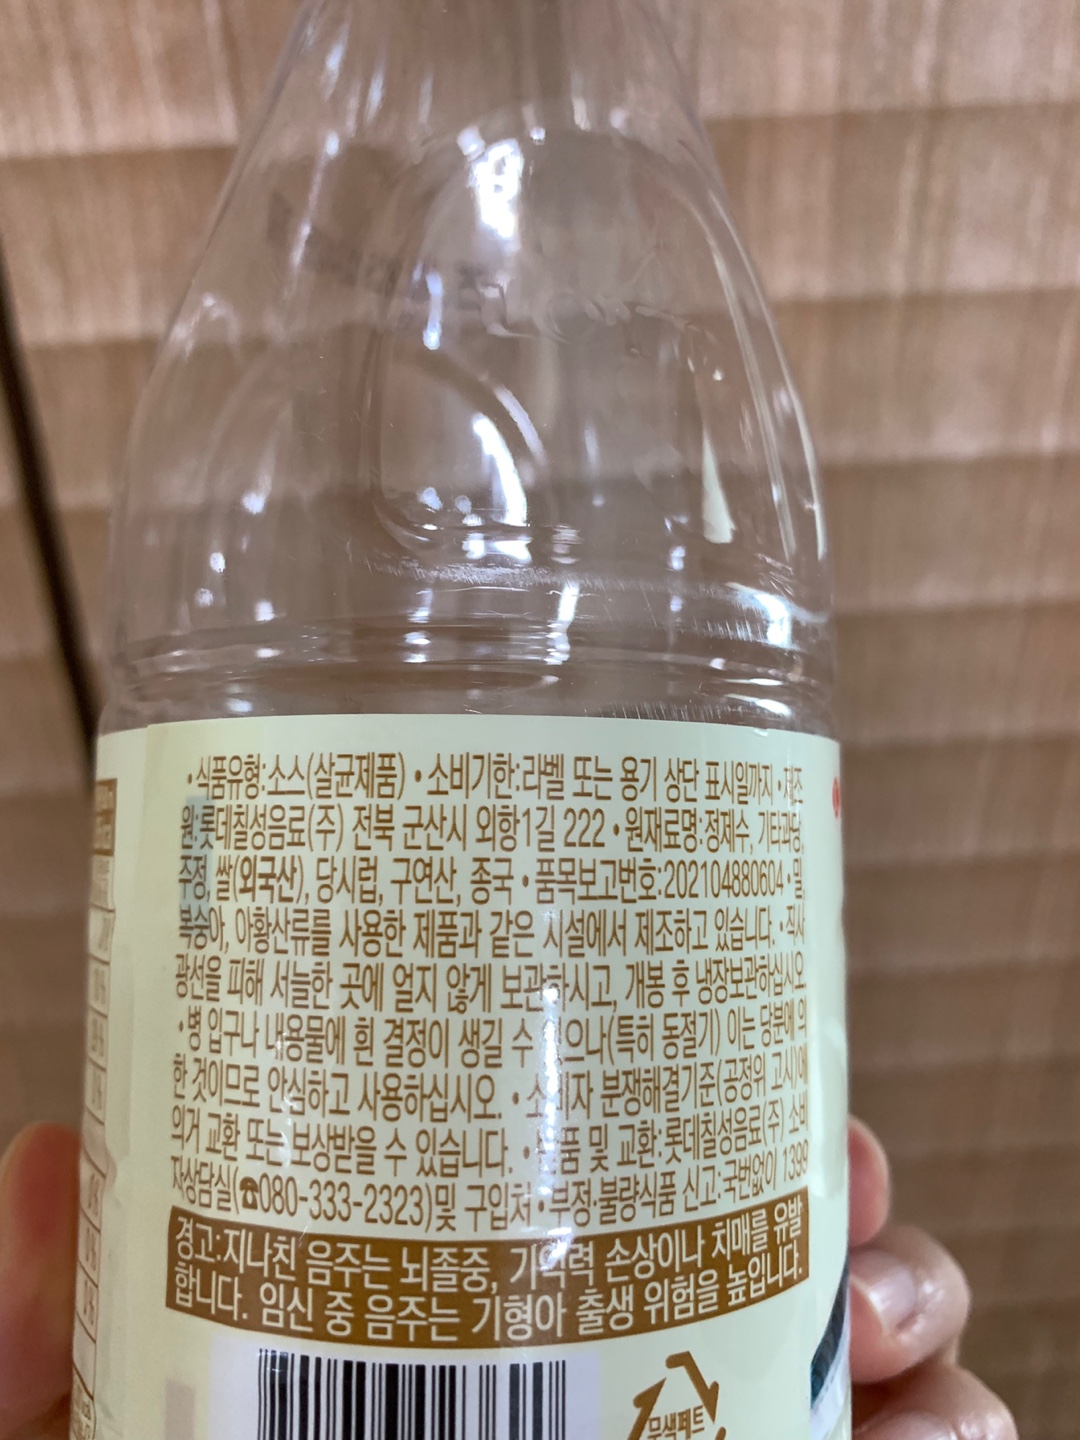 •식품유형:소스(살균제품) •소비기한:라벨 또는 용기 상단 표시일까지 •제조
원:롯데칠성음료(주) 전북 군산시 외항1길 222 •원재료명:정제수, 기타과당,
주정, 쌀(외국산), 당시럽, 구연산, 종국 •품목보고번호:202104880604 •밀,
복숭아, 아황산류를 사용한 제품과 같은 시설에서 제조하고 있습니다. •직사
광선을 피해 서늘한 곳에 얼지 않게 보관하시고, 개봉 후 냉장보관하십시오.
•병 입구나 내용물에 흰 결정이 생길 수 있으나(특히 동절기) 이는 당분에 의
한 것이므로 안심하고 사용하십시오. •소비자 분쟁해결기준(공정위 고시)에
의거 교환 또는 보상받을 수 있습니다. •반품 및 교환:롯데칠성음료(주) 소비
자상담실(☎080-333-2323)및 구입처 •부정·불량식품 신고:국번없이 1399
경고:지나친 음주는 뇌졸중, 기억력 손상이나 치매를 유발
합니다. 임신 중 음주는 기형아 출생 위험을 높입니다.
무색페트